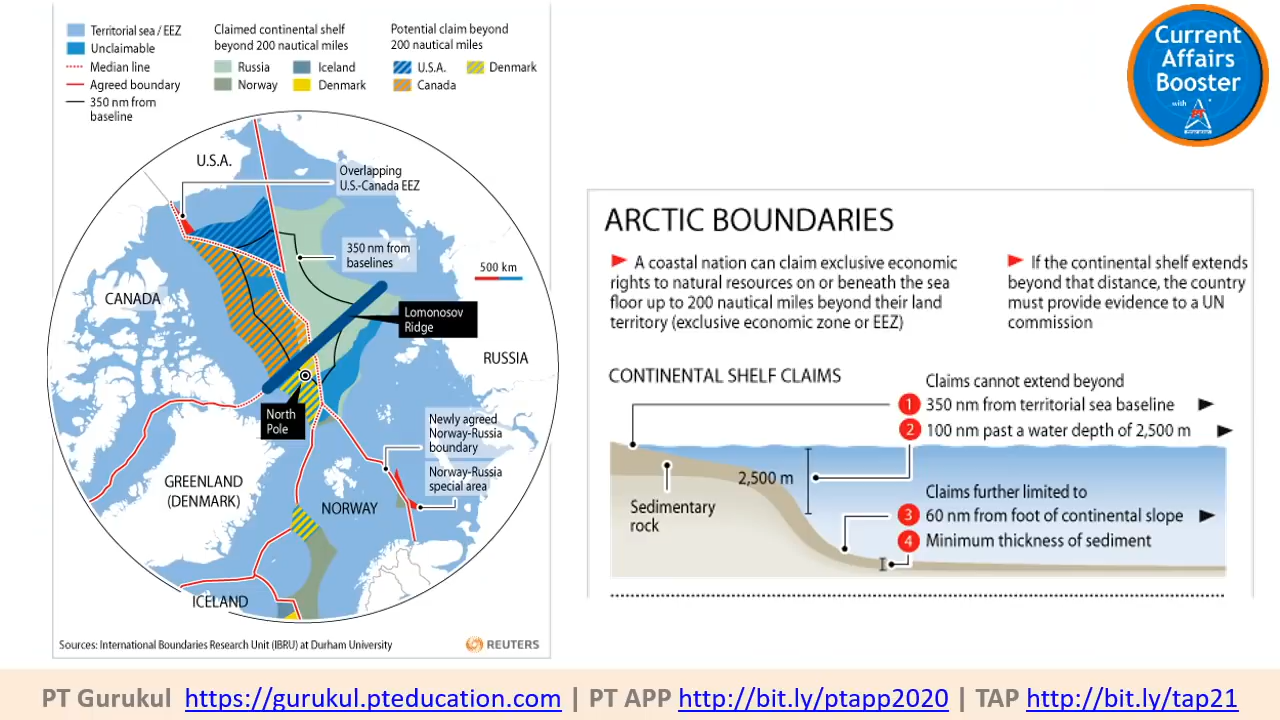 Territorial sea / EEZ
Unclaimable
Median line
Agreed boundary
350 nm from
baseline
Claimed continental shelf
beyond 200 nautical miles
Russia
Iceland
Norway
Denmark
Potential claim beyond
200 nautical miles
U.S.A.
Denmark
Canada
U.S.A.
Overlapping
U.S.-Canada EEZ
350 nm from
baselines
500 km
CANADA
Lomonosov
Ridge
RUSSIA
North
Pole
Newly agreed
Norway-Russia
boundary
Norway-Russia
special area
GREENLAND
(DENMARK)
NORWAY
ICELAND
Sources: International Boundaries Research Unit (IBRU) at Durham University
REUTERS
Current
Affairs
Booster
with
PT
ARCTIC BOUNDARIES
A coastal nation can claim exclusive economic
rights to natural resources on or beneath the sea
floor up to 200 nautical miles beyond their land
territory (exclusive economic zone or EEZ)
If the continental shelf extends
beyond that distance, the country
must provide evidence to a UN
commission
CONTINENTAL SHELF CLAIMS
Claims cannot extend beyond
1 350 nm from territorial sea baseline
2 100 nm past a water depth of 2,500 m
2,500 m
Sedimentary
rock
Claims further limited to
3 60 nm from foot of continental slope
4 Minimum thickness of sediment
PT Gurukul https://gurukul.pteducation.com | PT APP http://bit.ly/ptapp2020 | TAP http://bit.ly/tap21